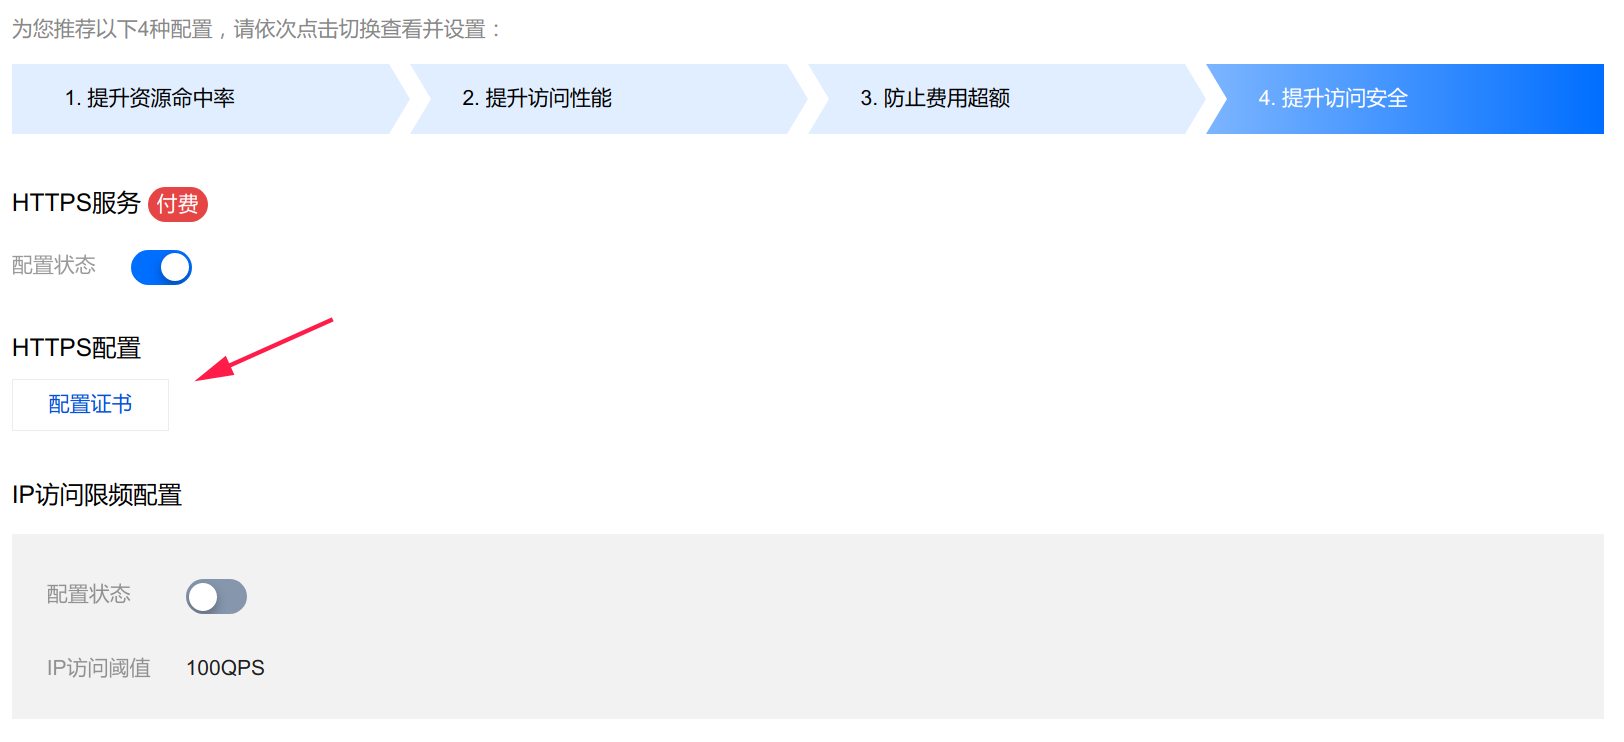 为您推荐以下4种配置，请依次点击切换查看并设置：
1. 提升资源命中率
2. 提升访问性能
3. 防止费用超额
4. 提升访问安全
HTTPS服务 付费
配置状态
HTTPS配置
配置证书
IP访问限频配置
配置状态
IP访问阈值 100QPS